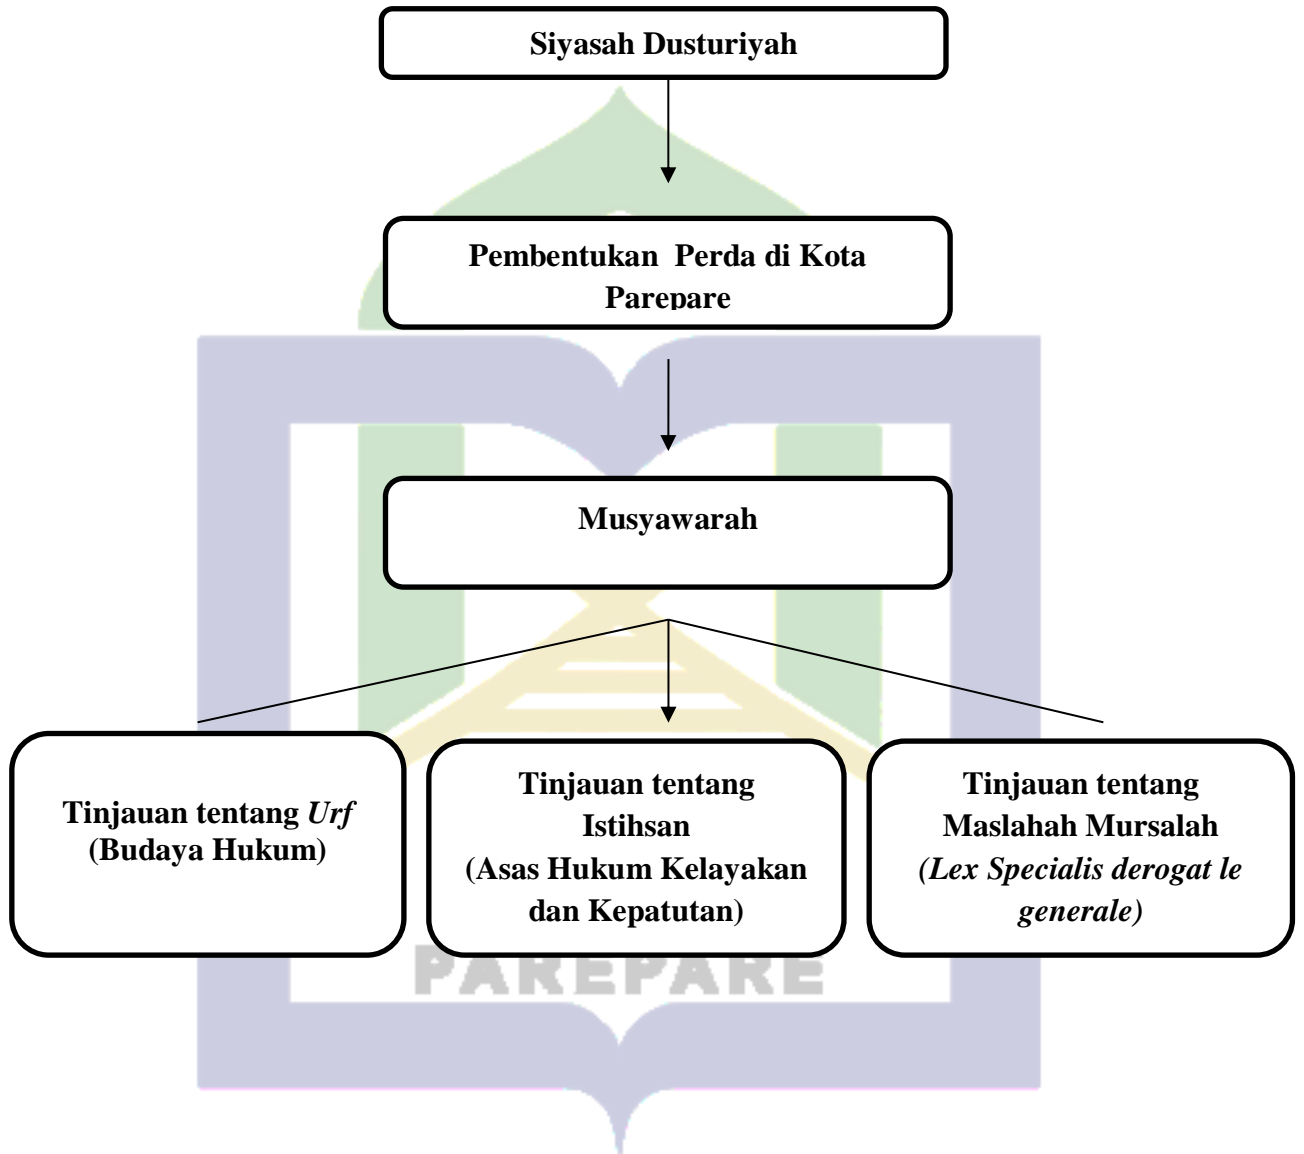 Siyasah Dusturiyah
Pembentukan  Perda di Kota
Parepare
Musyawarah
Tinjauan tentang Urf
(Budaya Hukum)
Tinjauan tentang
Istihsan
(Asas Hukum Kelayakan
dan Kepatutan)
Tinjauan tentang
Maslahah Mursalah
(Lex Specialis derogat le
generale)
PAREPARE